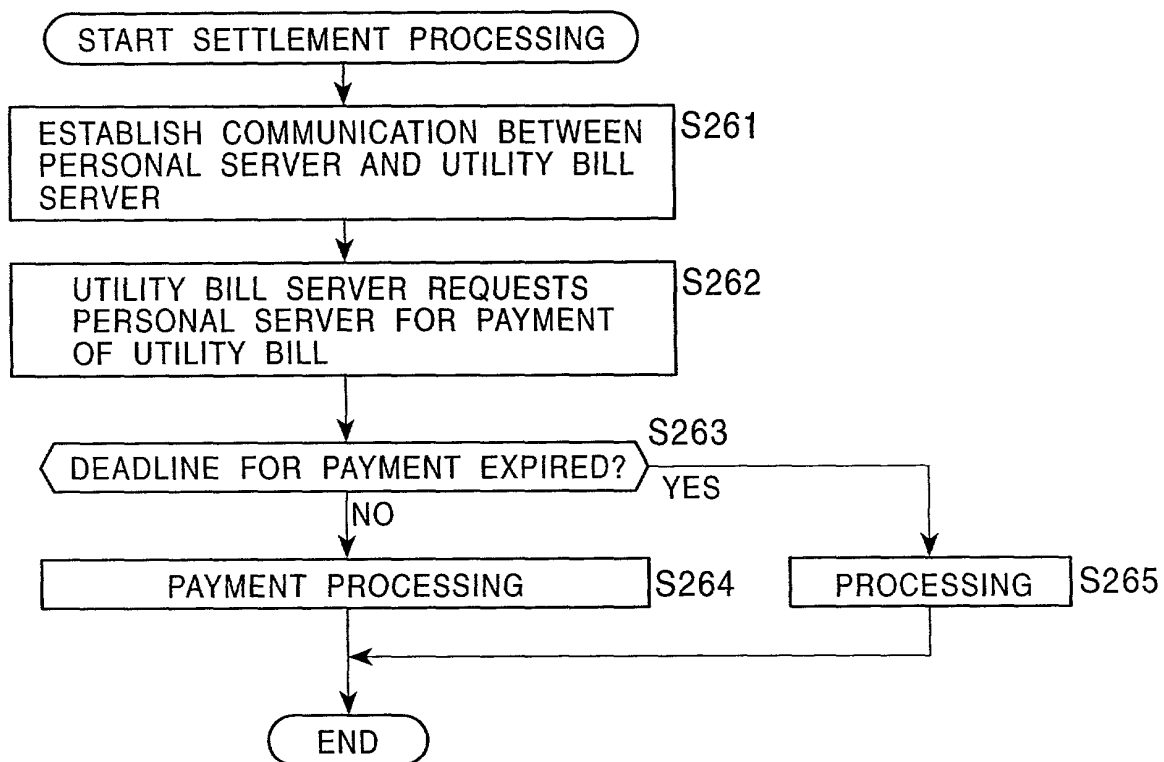 START SETTLEMENT PROCESSING
S261
ESTABLISH COMMUNICATION BETWEEN
PERSONAL SERVER AND UTILITY BILL
SERVER
S262
UTILITY BILL SERVER REQUESTS
PERSONAL SERVER FOR PAYMENT
OF UTILITY BILL
S263
DEADLINE FOR PAYMENT EXPIRED?
YES
NO
PAYMENT PROCESSING
S264
PROCESSING
S265
END